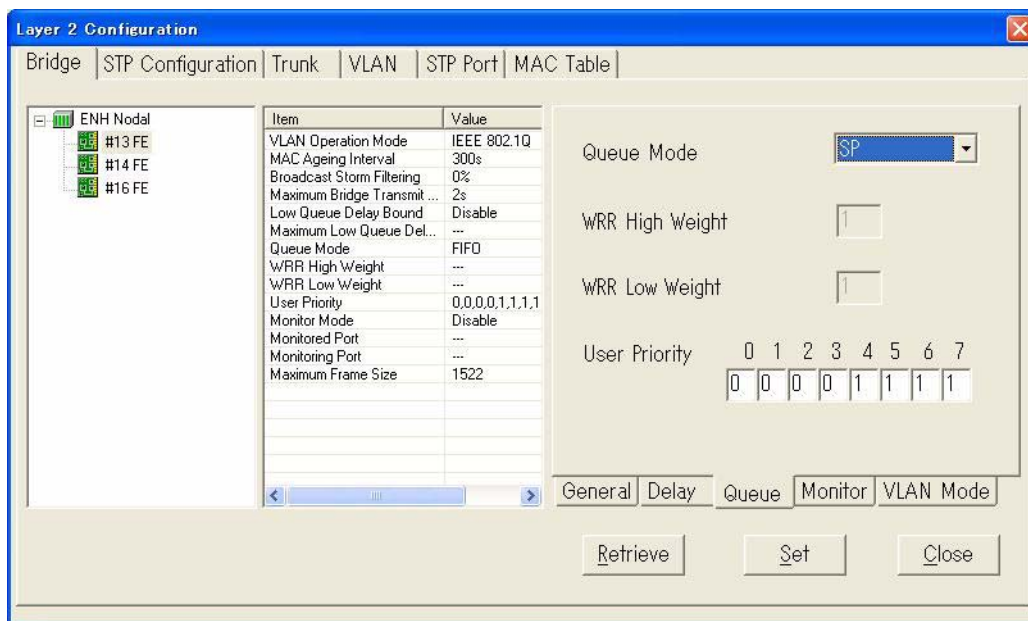 Layer 2 Configuration
Bridge STP Configuration Trunk VLAN STP Port MAC Table
ENH Nodal
#13 FE
#14 FE
#16 FE
Item Value
VLAN Operation Mode IEEE 802.1Q
MAC Ageing Interval 300s
Broadcast Storm Filtering 0%
Maximum Bridge Transmit ... 2s
Low Queue Delay Bound Disable
Maximum Low Queue Del... ---
Queue Mode FIFO
WRR High Weight ---
WRR Low Weight ---
User Priority 0,0,0,0,1,1,1,1
Monitor Mode Disable
Monitored Port ---
Monitoring Port ---
Maximum Frame Size 1522
Queue Mode SP
WRR High Weight 1
WRR Low Weight 1
User Priority 0 1 2 3 4 5 6 7
0 0 0 0 1 1 1 1
General Delay Queue Monitor VLAN Mode
Retrieve Set Close